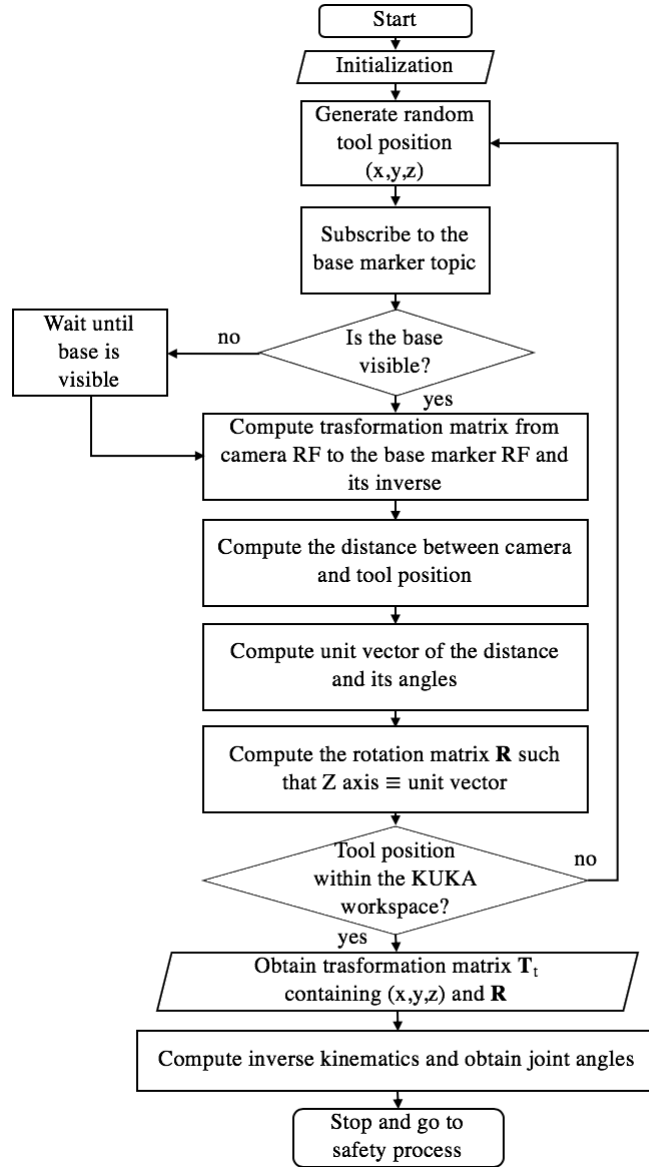 Start
Initialization
Generate random
tool position
(x,y,z)
Subscribe to the
base marker topic
Wait until
base is
visible
no
Is the base
visible?
yes
Compute trasformation matrix from
camera RF to the base marker RF and
its inverse
Compute the distance between camera
and tool position
Compute unit vector of the distance
and its angles
Compute the rotation matrix R such
that Z axis ≡ unit vector
Tool position
within the KUKA
workspace?
no
yes
Obtain trasformation matrix Tt
containing (x,y,z) and R
Compute inverse kinematics and obtain joint angles
Stop and go to
safety process